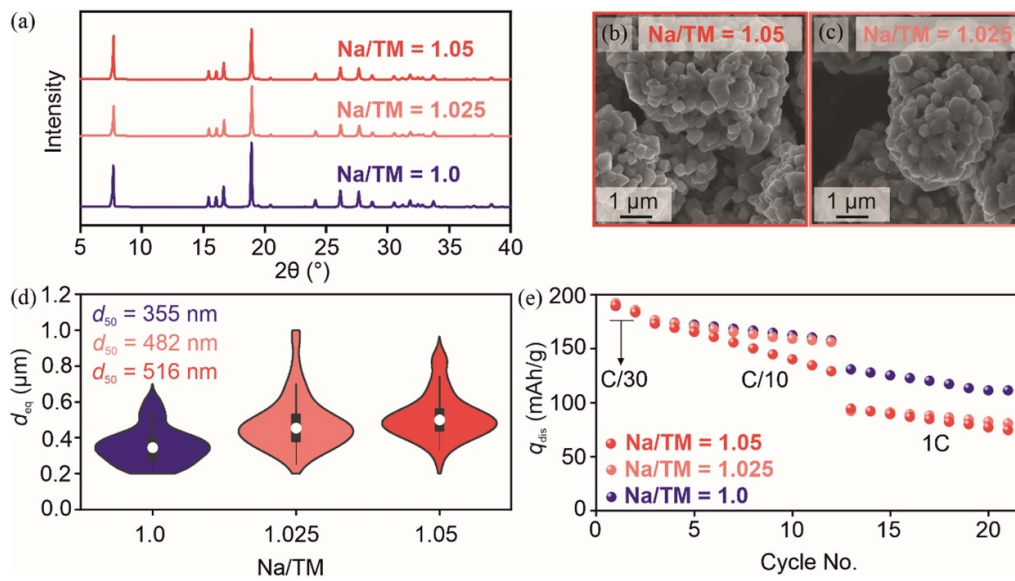 (a)
Na/TM = 1.05
Na/TM = 1.025
Na/TM = 1.0
Intensity
5 10 15 20 25 30 35 40
2θ (°)
(b) Na/TM = 1.05
1 μm
(c) Na/TM = 1.025
1 μm
(d)
1.2
1.0
0.8
0.6
0.4
0.2
0.0
d50 = 355 nm
d50 = 482 nm
d50 = 516 nm
deq (μm)
1.0 1.025 1.05
Na/TM
(e)
200
150
100
50
0
qdis (mAh/g)
C/30
C/10
1C
Na/TM = 1.05
Na/TM = 1.025
Na/TM = 1.0
0 5 10 15 20
Cycle No.